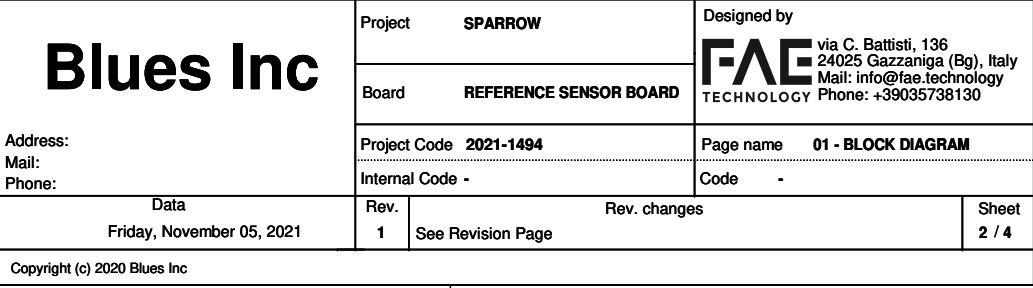 Blues Inc
Address:
Mail:
Phone:
Project SPARROW
Board REFERENCE SENSOR BOARD
Designed by
FAE
TECHNOLOGY
via C. Battisti, 136
24025 Gazzaniga (Bg), Italy
Mail: info@fae.technology
Phone: +39035738130
Project Code 2021-1494
Internal Code -
Page name 01 - BLOCK DIAGRAM
Code -
Data
Friday, November 05, 2021
Rev.
1
Rev. changes
See Revision Page
Sheet
2 / 4
Copyright (c) 2020 Blues Inc